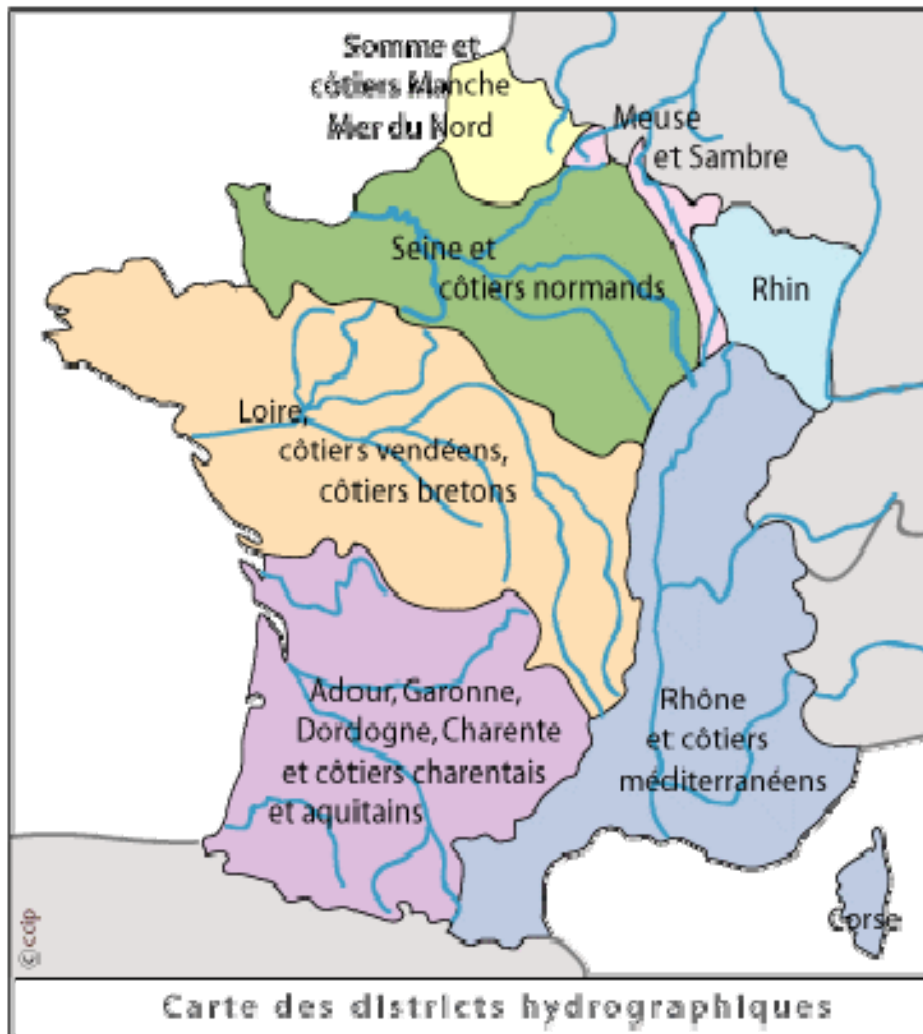 Somme et
côtiers Manche
Mer du Nord
Meuse
et Sambre
Seine et
côtiers normands
Rhin
Loire,
côtiers vendéens,
côtiers bretons
Adour, Garonne,
Dordogne, Charente
et côtiers charentais
et aquitains
Rhône
et côtiers
méditerranéens
Corse
Carte des districts hydrographiques